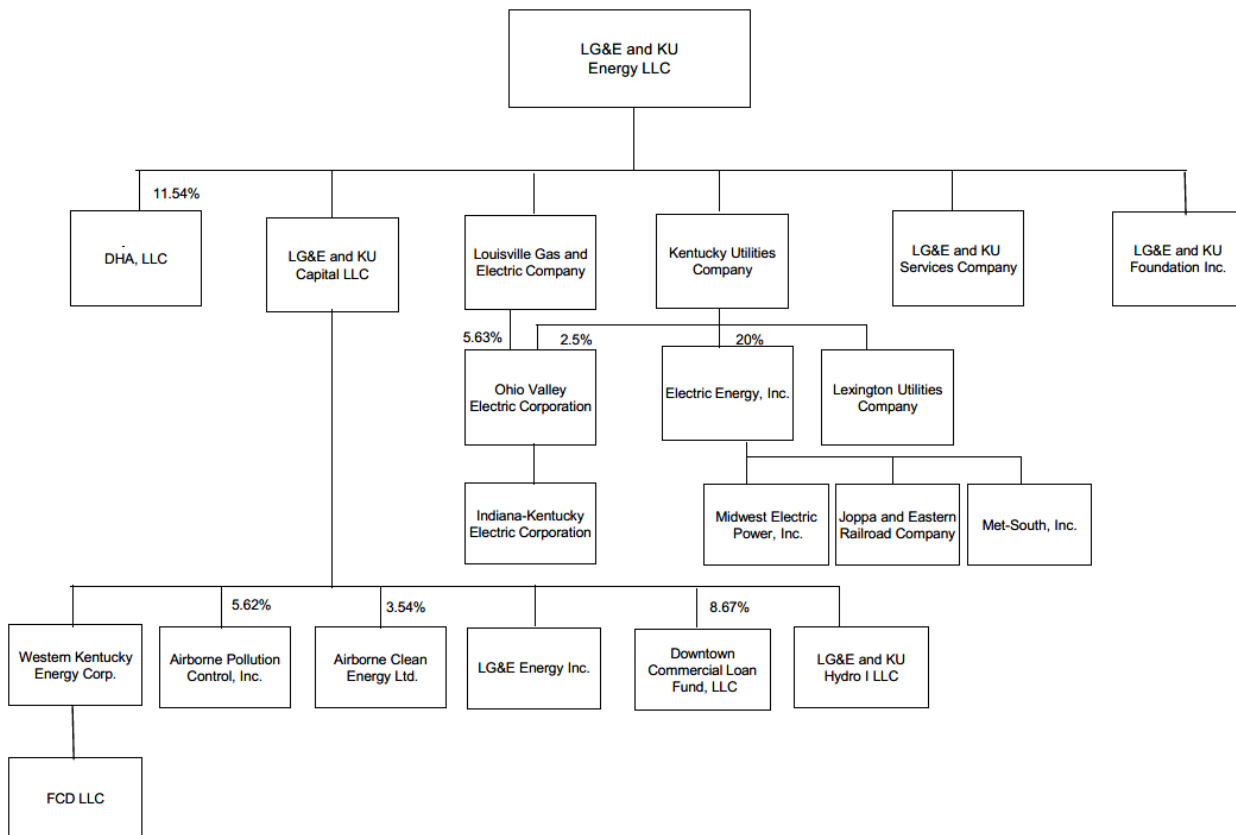 LG&E and KU
Energy LLC
11.54%
DHA, LLC
LG&E and KU
Capital LLC
Louisville Gas and
Electric Company
Kentucky Utilities
Company
LG&E and KU
Services Company
LG&E and KU
Foundation Inc.
5.63%
2.5%
20%
Ohio Valley
Electric Corporation
Electric Energy, Inc.
Lexington Utilities
Company
Indiana-Kentucky
Electric Corporation
Midwest Electric
Power, Inc.
Joppa and Eastern
Railroad Company
Met-South, Inc.
5.62%
3.54%
8.67%
Western Kentucky
Energy Corp.
Airborne Pollution
Control, Inc.
Airborne Clean
Energy Ltd.
LG&E Energy Inc.
Downtown
Commercial Loan
Fund, LLC
LG&E and KU
Hydro I LLC
FCD LLC